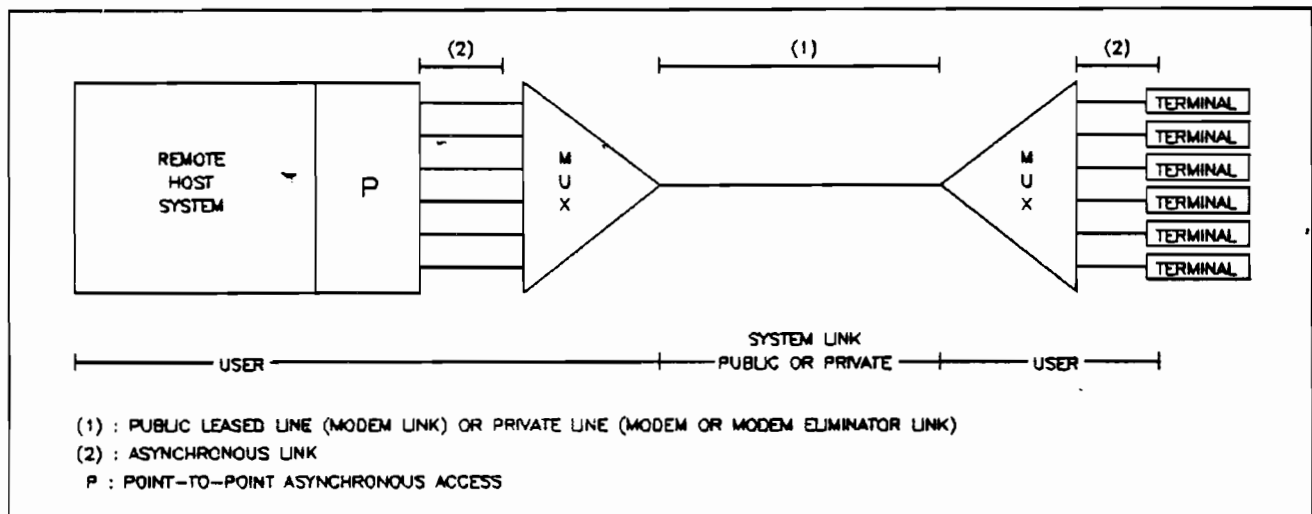 (2)
(1)
(2)
REMOTE
HOST
SYSTEM
P
M
U
X
M
U
X
TERMINAL
TERMINAL
TERMINAL
TERMINAL
TERMINAL
TERMINAL
USER
SYSTEM LINK
PUBLIC OR PRIVATE
USER
(1) : PUBLIC LEASED LINE (MODEM LINK) OR PRIVATE LINE (MODEM OR MODEM ELIMINATOR LINK)
(2) : ASYNCHRONOUS LINK
P : POINT-TO-POINT ASYNCHRONOUS ACCESS